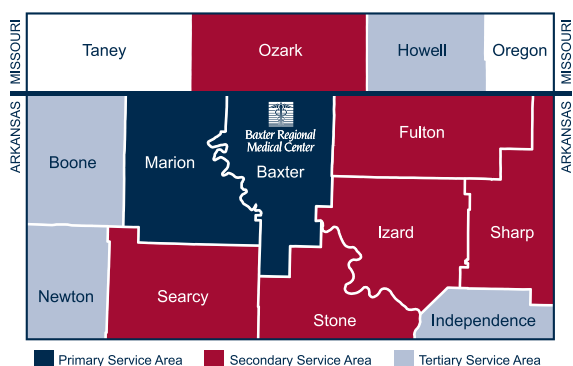 MISSOURI
Taney
Ozark
Howell
Oregon
MISSOURI
ARKANSAS
Boone
Marion
Baxter Regional
Medical Center
Baxter
Fulton
ARKANSAS
Izard
Sharp
Newton
Searcy
Stone
Independence
Primary Service Area
Secondary Service Area
Tertiary Service Area